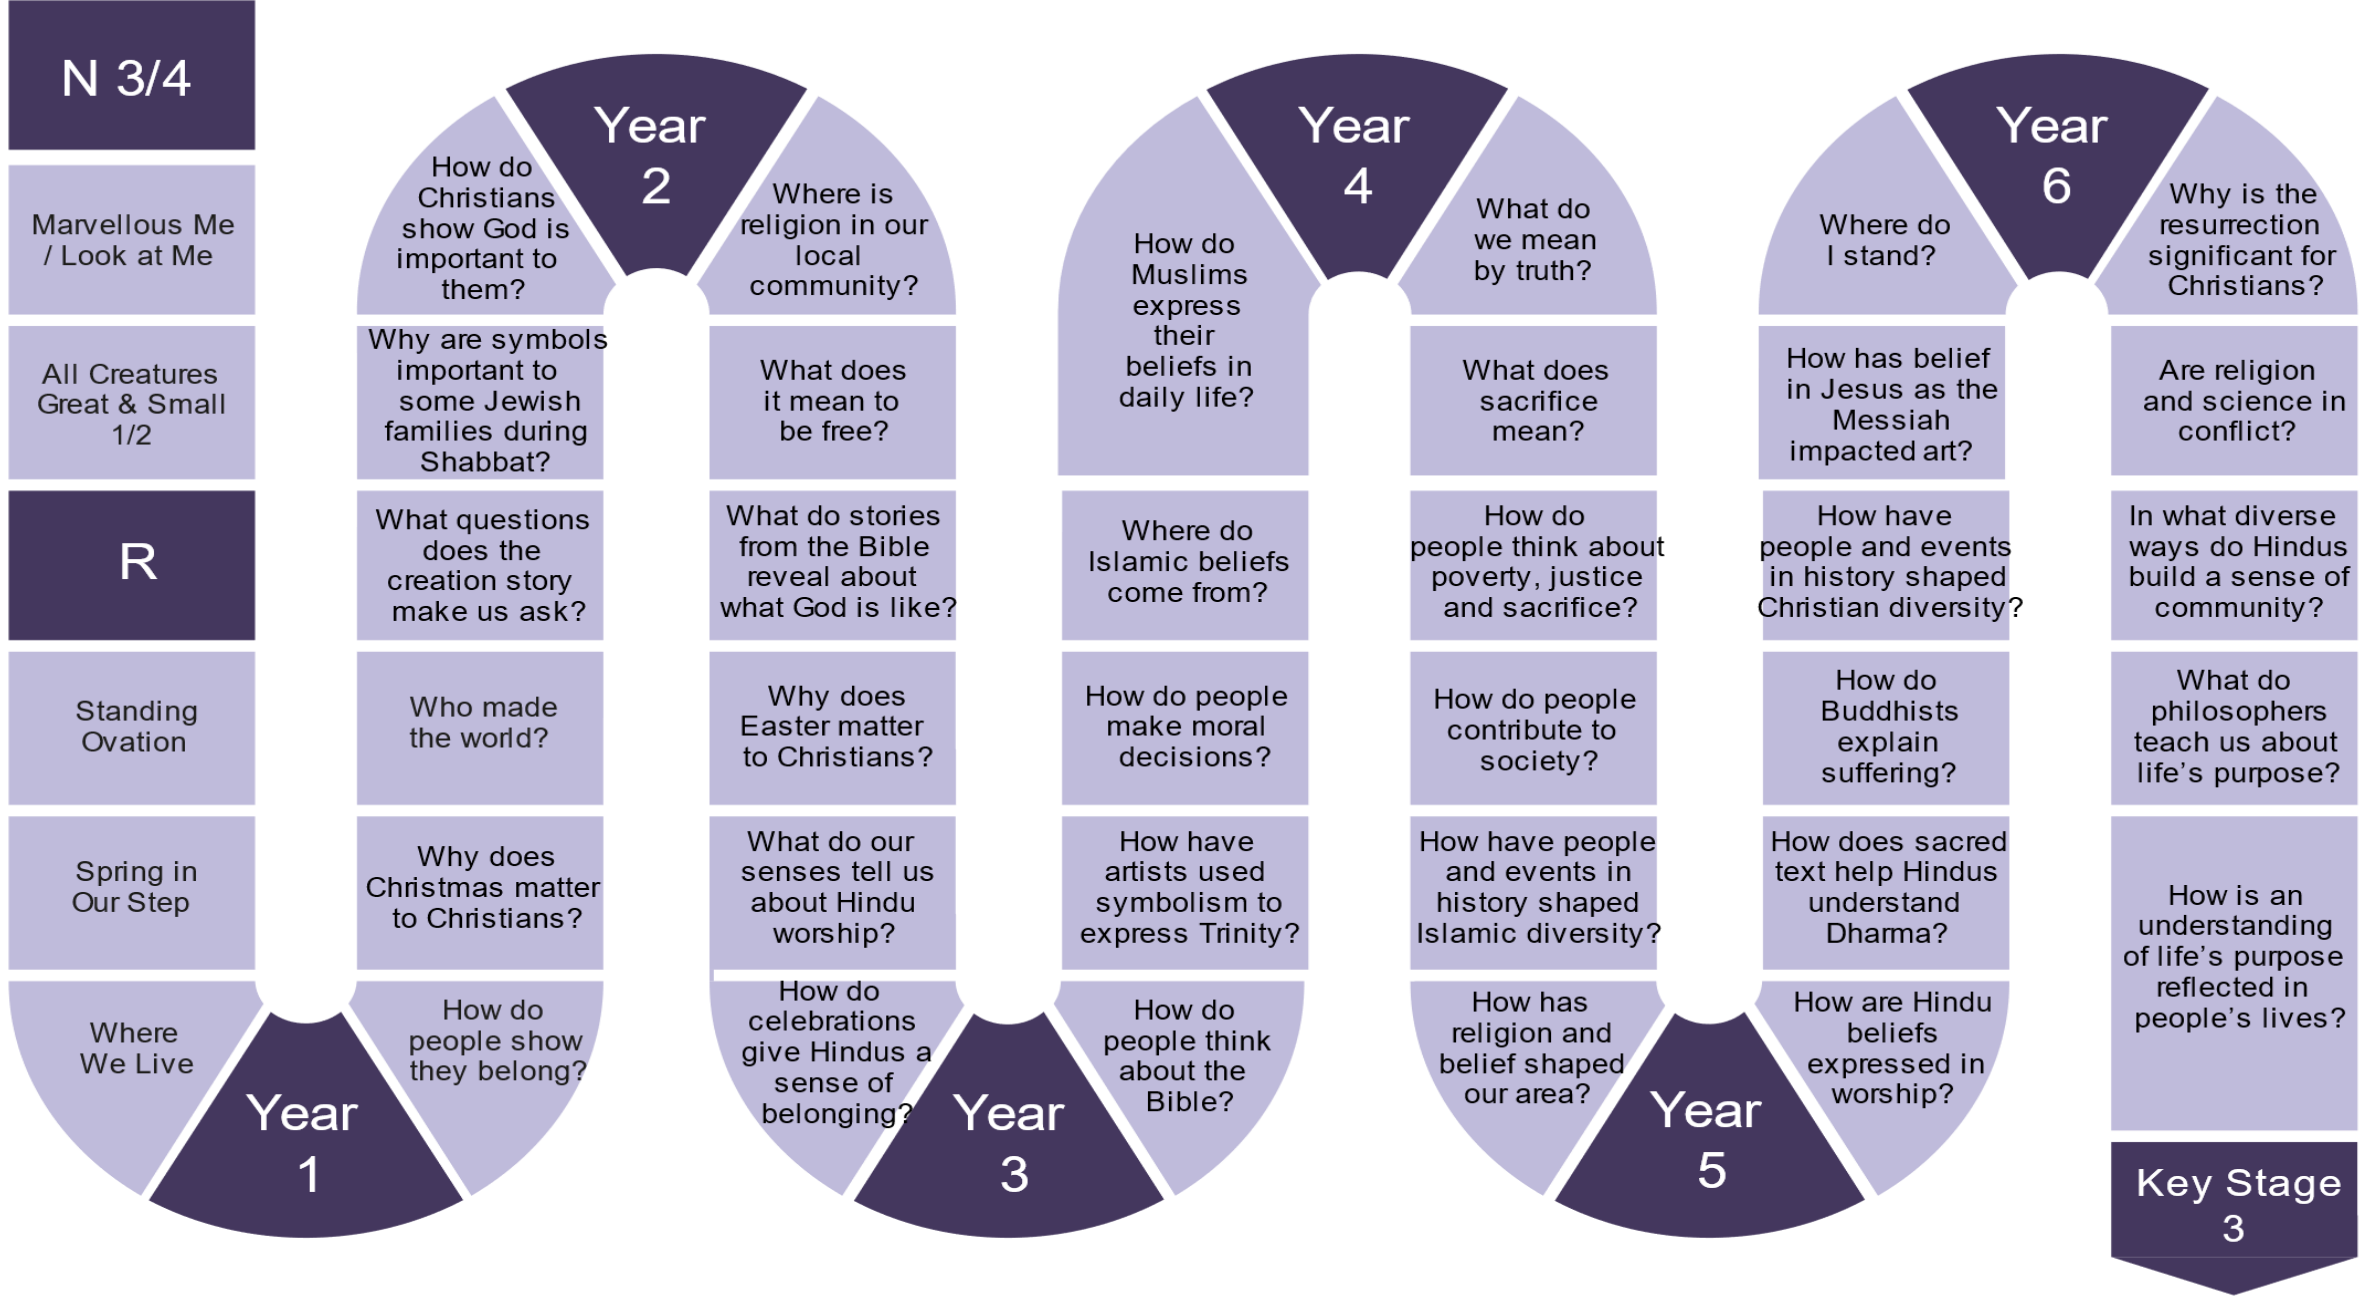 N 3/4
Marvellous Me
/ Look at Me
All Creatures
Great & Small
1/2
R
Standing
Ovation
Spring in
Our Step
Where
We Live
Year
1
How do
people show
they belong?
Why does
Christmas matter
to Christians?
Who made
the world?
What questions
does the
creation story
make us ask?
Why are symbols
important to
some Jewish
families during
Shabbat?
How do
Christians
show God is
important to
them?
Year
2
Where is
religion in our
local
community?
What does
it mean to
be free?
What do stories
from the Bible
reveal about
what God is like?
Why does
Easter matter
to Christians?
What do our
senses tell us
about Hindu
worship?
How do
celebrations
give Hindus a
sense of
belonging?
Year
3
How do
people think
about the
Bible?
How have
artists used
symbolism to
express Trinity?
How do people
make moral
decisions?
Where do
Islamic beliefs
come from?
How do
Muslims
express
their
beliefs in
daily life?
Year
4
What do
we mean
by truth?
What does
sacrifice
mean?
How do
people think about
poverty, justice
and sacrifice?
How do people
contribute to
society?
How have people
and events in
history shaped
Islamic diversity?
How has
religion and
belief shaped
our area?
Year
5
How are Hindu
beliefs
expressed in
worship?
How does sacred
text help Hindus
understand
Dharma?
How do
Buddhists
explain
suffering?
How have
people and events
in history shaped
Christian diversity?
How has belief
in Jesus as the
Messiah
impacted art?
Where do
I stand?
Year
6
Why is the
resurrection
significant for
Christians?
Are religion
and science in
conflict?
In what diverse
ways do Hindus
build a sense of
community?
What do
philosophers
teach us about
life’s purpose?
How is an
understanding
of life’s purpose
reflected in
people’s lives?
Key Stage
3